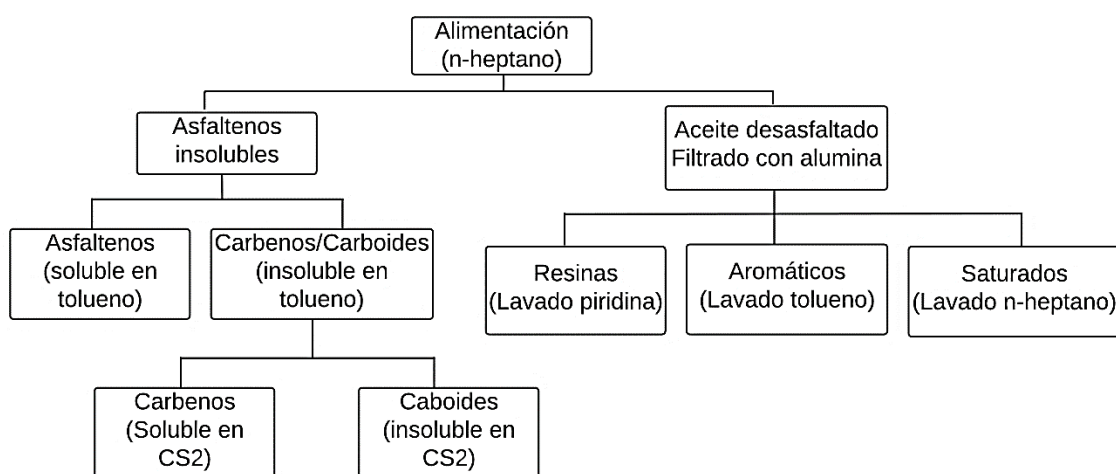 Alimentación
(n-heptano)
Asfaltenos
insolubles
Aceite desasfaltado
Filtrado con alumina
Asfaltenos
(soluble en
tolueno)
Carbenos/Carboides
(insoluble en
tolueno)
Resinas
(Lavado piridina)
Aromáticos
(Lavado tolueno)
Saturados
(Lavado n-heptano)
Carbenos
(Soluble en
CS2)
Caboides
(insoluble en
CS2)